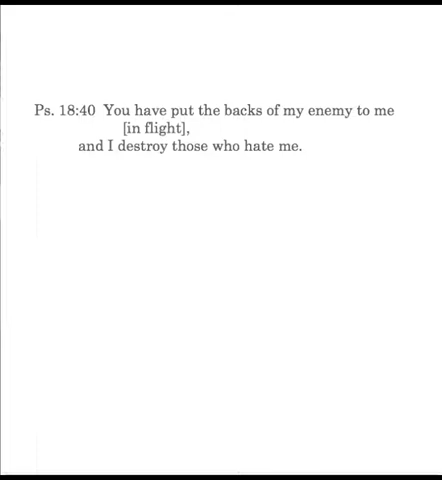 Ps. 18:40 You have put the backs of my enemy to me
[in flight],
and I destroy those who hate me.